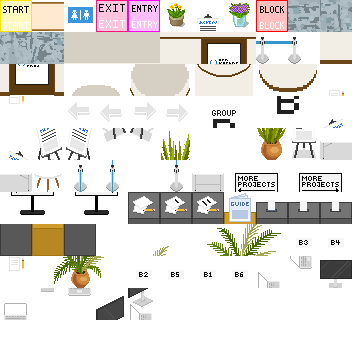 START
EXIT
EXIT
ENTRY
ENTRY
BLOCK
BLOCK
GROUP
MORE
PROJECTS
MORE
PROJECTS
GUIDE
B3
B4
B2
B5
B1
B6